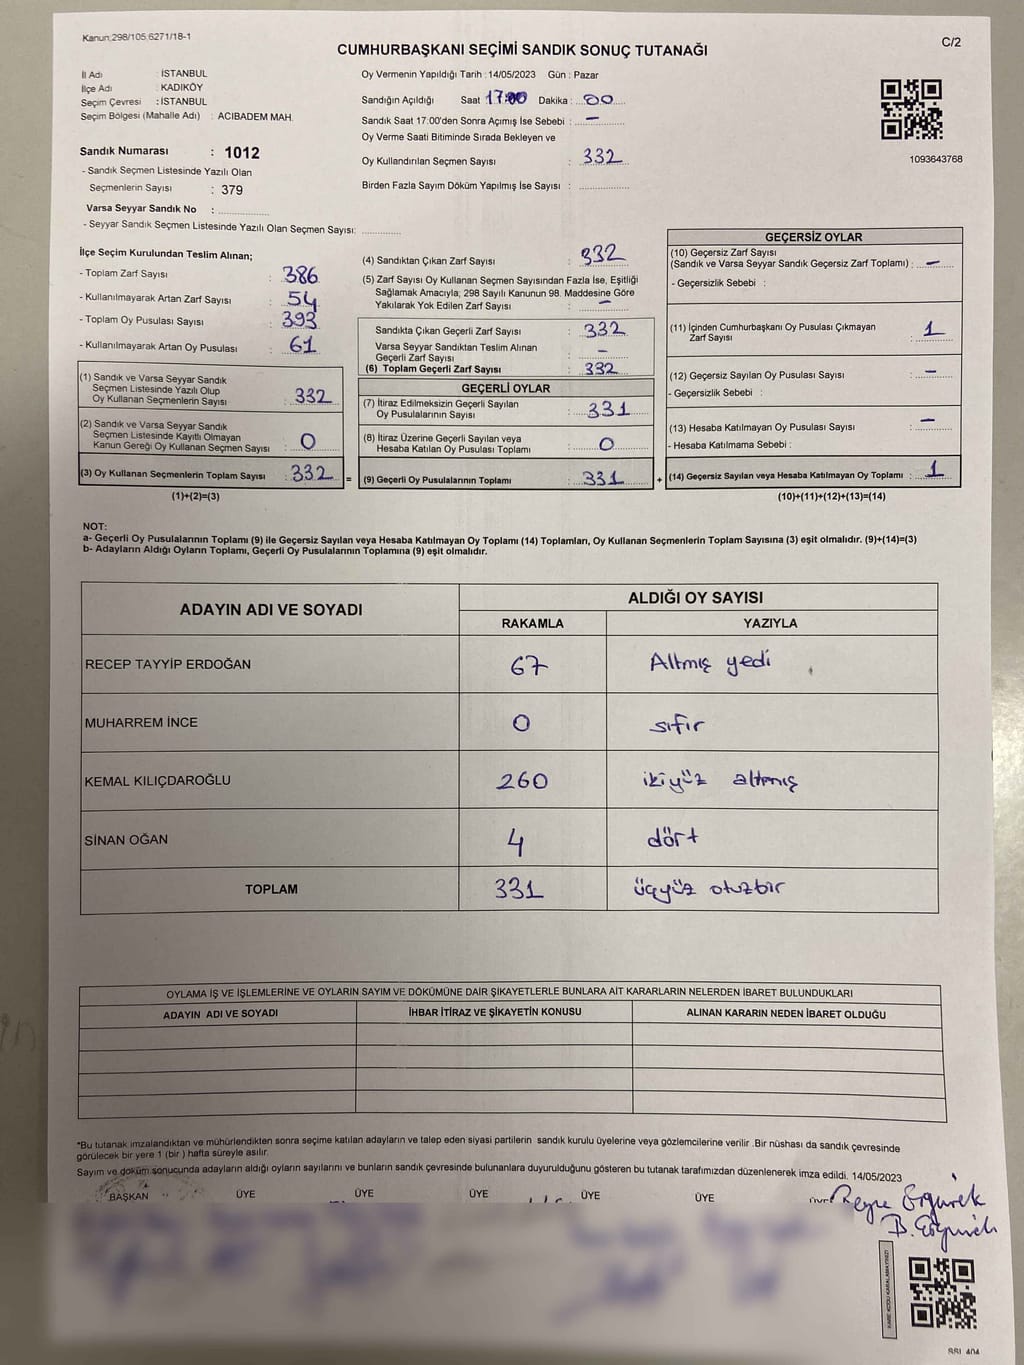 Kanun:298/105;6271/18-1
C/2
CUMHURBAŞKANI SEÇİMİ SANDIK SONUÇ TUTANAĞI
İl Adı : İSTANBUL
İlçe Adı : KADIKÖY
Seçim Çevresi : İSTANBUL
Seçim Bölgesi (Mahalle Adı) : ACIBADEM MAH.
Sandık Numarası : 1012
- Sandık Seçmen Listesinde Yazılı Olan
Seçmenlerin Sayısı : 379
Varsa Seyyar Sandık No : ................
- Seyyar Sandık Seçmen Listesinde Yazılı Olan Seçmen Sayısı: ............
Oy Vermenin Yapıldığı Tarih : 14/05/2023 Gün : Pazar
Sandığın Açıldığı Saat 17:00 Dakika : 00
Sandık Saat 17:00'den Sonra Açımış İse Sebebi : —
Oy Verme Saati Bitiminde Sırada Bekleyen ve
Oy Kullandırılan Seçmen Sayısı : 332
Birden Fazla Sayım Döküm Yapılmış İse Sayısı : ................
1093643768
İlçe Seçim Kurulundan Teslim Alınan;
- Toplam Zarf Sayısı : 386
- Kullanılmayarak Artan Zarf Sayısı : 54
- Toplam Oy Pusulası Sayısı : 393
- Kullanılmayarak Artan Oy Pusulası : 61
(1) Sandık ve Varsa Seyyar Sandık
Seçmen Listesinde Yazılı Olup
Oy Kullanan Seçmenlerin Sayısı : 332
(2) Sandık ve Varsa Seyyar Sandık
Seçmen Listesinde Kayıtlı Olmayan
Kanun Gereği Oy Kullanan Seçmen Sayısı : 0
(3) Oy Kullanan Seçmenlerin Toplam Sayısı : 332 =
(1)+(2)=(3)
(4) Sandıktan Çıkan Zarf Sayısı : 332
(5) Zarf Sayısı Oy Kullanan Seçmen Sayısından Fazla İse, Eşitliği
Sağlamak Amacıyla; 298 Sayılı Kanunun 98. Maddesine Göre
Yakılarak Yok Edilen Zarf Sayısı : —
Sandıkta Çıkan Geçerli Zarf Sayısı : 332
Varsa Seyyar Sandıktan Teslim Alınan
Geçerli Zarf Sayısı : —
(6) Toplam Geçerli Zarf Sayısı : 332
GEÇERLİ OYLAR
(7) İtiraz Edilmeksizin Geçerli Sayılan
Oy Pusulalarının Sayısı : 331
(8) İtiraz Üzerine Geçerli Sayılan veya
Hesaba Katılan Oy Pusulası Toplamı : 0
(9) Geçerli Oy Pusulalarının Toplamı : 331 +
GEÇERSİZ OYLAR
(10) Geçersiz Zarf Sayısı
(Sandık ve Varsa Seyyar Sandık Geçersiz Zarf Toplamı) : —
- Geçersizlik Sebebi :
(11) İçinden Cumhurbaşkanı Oy Pusulası Çıkmayan
Zarf Sayısı : 1
(12) Geçersiz Sayılan Oy Pusulası Sayısı : —
- Geçersizlik Sebebi :
(13) Hesaba Katılmayan Oy Pusulası Sayısı : —
- Hesaba Katılmama Sebebi :
(14) Geçersiz Sayılan veya Hesaba Katılmayan Oy Toplamı : 1
(10)+(11)+(12)+(13)=(14)
NOT:
a- Geçerli Oy Pusulalarının Toplamı (9) ile Geçersiz Sayılan veya Hesaba Katılmayan Oy Toplamı (14) Toplamları, Oy Kullanan Seçmenlerin Toplam Sayısına (3) eşit olmalıdır. (9)+(14)=(3)
b- Adayların Aldığı Oyların Toplamı, Geçerli Oy Pusulalarının Toplamına (9) eşit olmalıdır.
ADAYIN ADI VE SOYADI
ALDIĞI OY SAYISI
RAKAMLA YAZIYLA
RECEP TAYYİP ERDOĞAN 67 Altmış yedi
MUHARREM İNCE 0 sıfır
KEMAL KILIÇDAROĞLU 260 ikiyüz altmış
SİNAN OĞAN 4 dört
TOPLAM 331 üçyüz otuzbir
OYLAMA İŞ VE İŞLEMLERİNE VE OYLARIN SAYIM VE DÖKÜMÜNE DAİR ŞİKAYETLERLE BUNLARA AİT KARARLARIN NELERDEN İBARET BULUNDUKLARI
ADAYIN ADI VE SOYADI İHBAR İTİRAZ VE ŞİKAYETİN KONUSU ALINAN KARARIN NEDEN İBARET OLDUĞU
*Bu tutanak imzalandıktan ve mühürlendikten sonra seçime katılan adayların ve talep eden siyasi partilerin sandık kurulu üyelerine veya gözlemcilerine verilir .Bir nüshası da sandık çevresinde
görülecek bir yere 1 (bir ) hafta süreyle asılır.
Sayım ve döküm sonucunda adayların aldığı oyların sayılarını ve bunların sandık çevresinde bulunanlara duyurulduğunu gösteren bu tutanak tarafımızdan düzenlenerek imza edildi. 14/05/2023
BAŞKAN ÜYE ÜYE ÜYE ÜYE ÜYE
KARE KODU KARALAMAYINIZ!